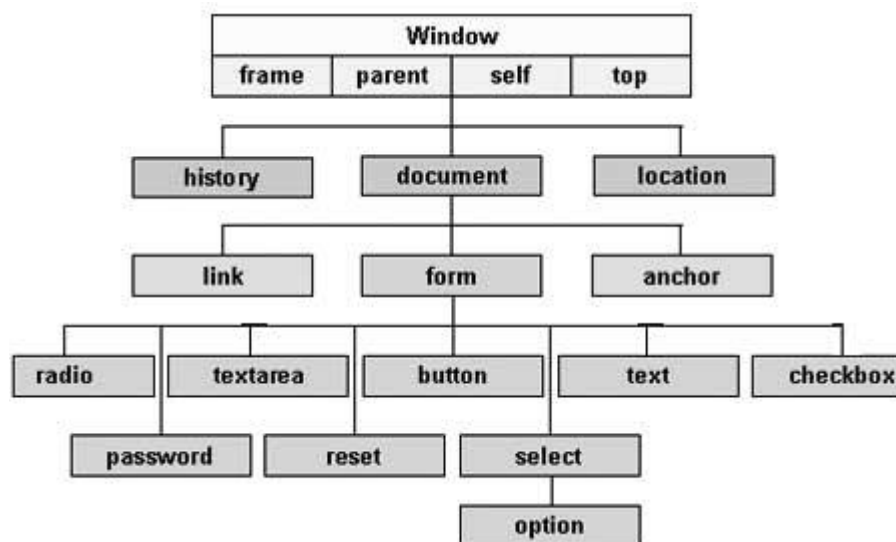 Window
frame parent self top
history document location
link form anchor
radio textarea button text checkbox
password reset select
option